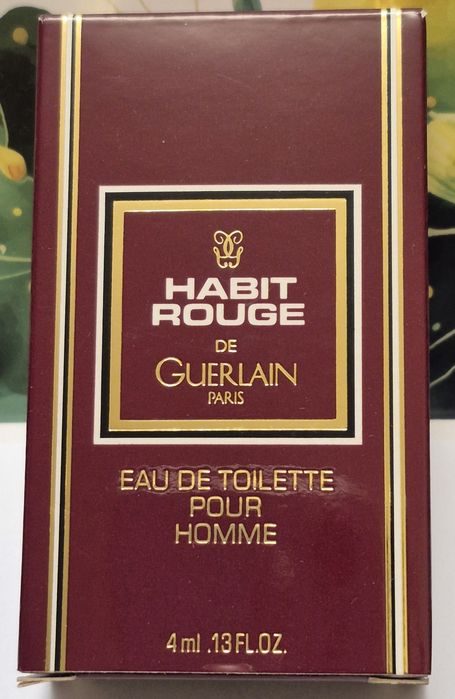 HABIT
ROUGE
DE
GUERLAIN
PARIS
EAU DE TOILETTE
POUR
HOMME
4 ml .13 FL.OZ.